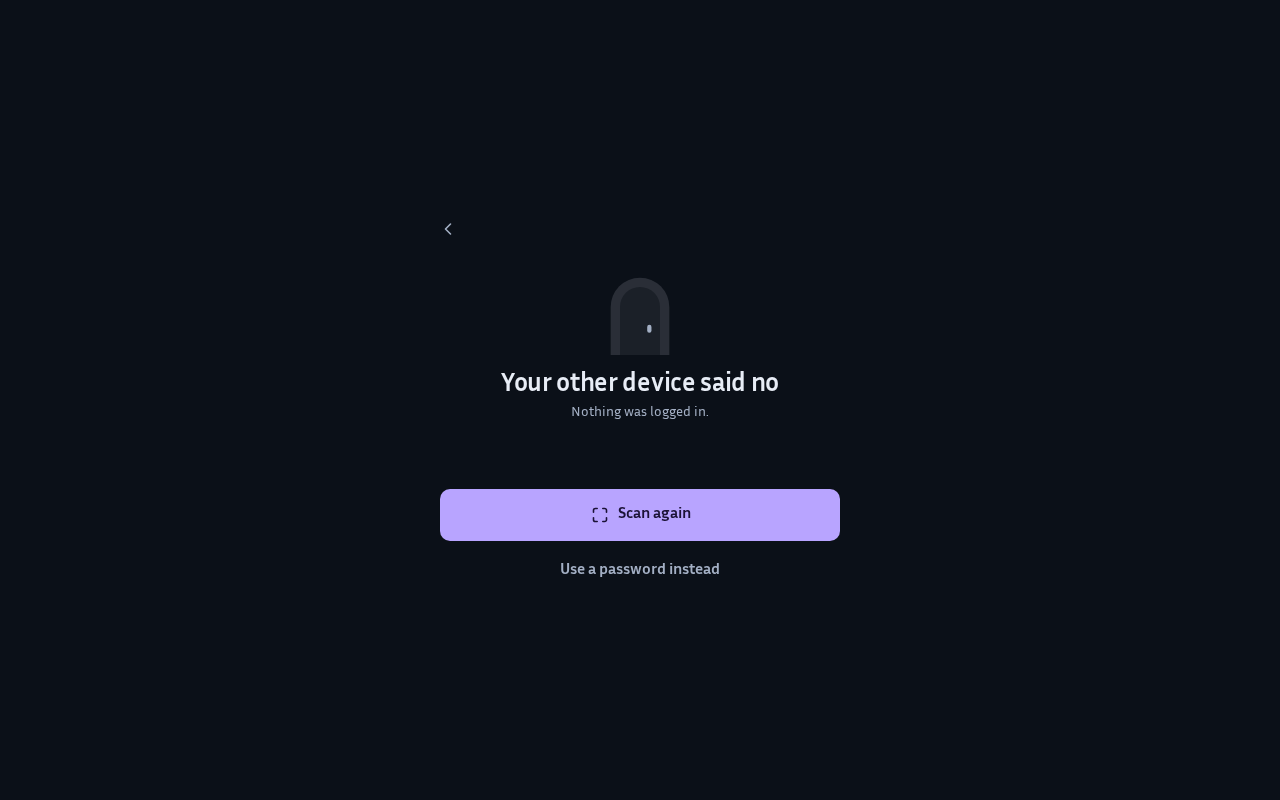 Your other device said no
Nothing was logged in.
Scan again
Use a password instead